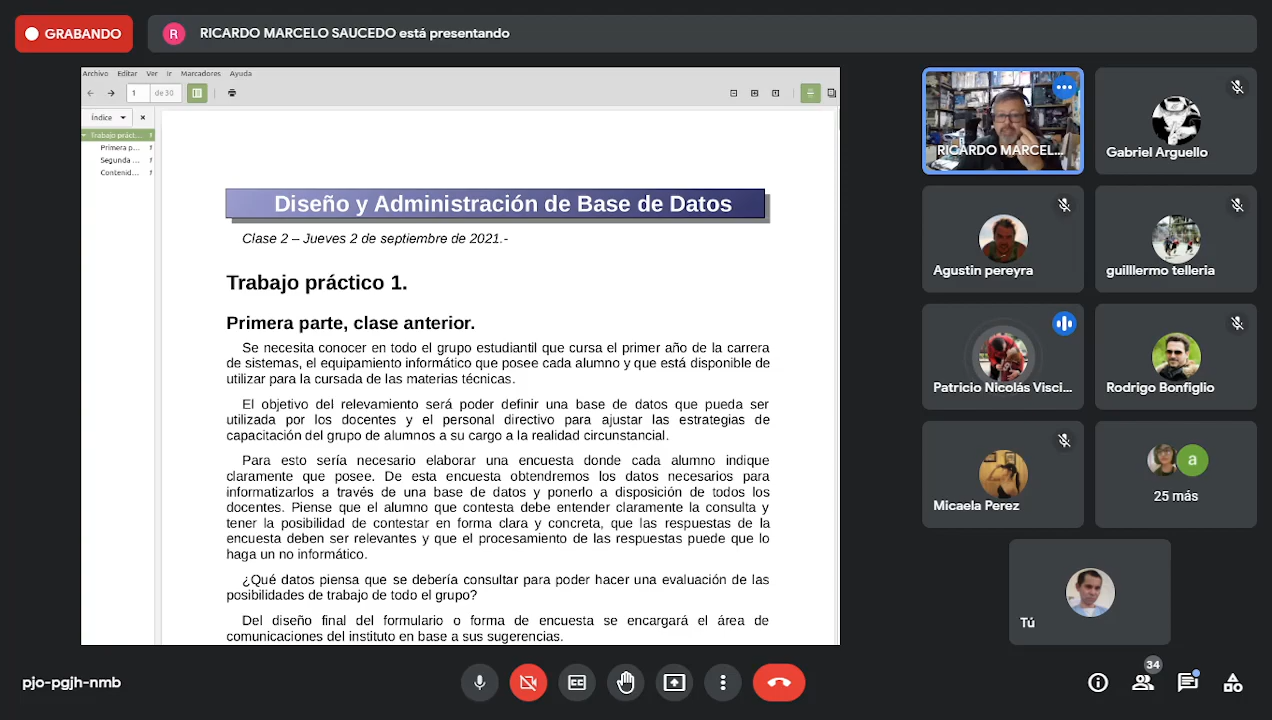 GRABANDO
R
RICARDO MARCELO SAUCEDO está presentando
Archivo Editar Ver Ir Marcadores Ayuda
1 de 30
Índice
Trabajo práct... 1
Primera p... 1
Segunda ... 1
Contenid... 1
Diseño y Administración de Base de Datos
Clase 2 – Jueves 2 de septiembre de 2021.-
Trabajo práctico 1.
Primera parte, clase anterior.
Se necesita conocer en todo el grupo estudiantil que cursa el primer año de la carrera
de sistemas, el equipamiento informático que posee cada alumno y que está disponible de
utilizar para la cursada de las materias técnicas.
El objetivo del relevamiento será poder definir una base de datos que pueda ser
utilizada por los docentes y el personal directivo para ajustar las estrategias de
capacitación del grupo de alumnos a su cargo a la realidad circunstancial.
Para esto sería necesario elaborar una encuesta donde cada alumno indique
claramente que posee. De esta encuesta obtendremos los datos necesarios para
informatizarlos a través de una base de datos y ponerlo a disposición de todos los
docentes. Piense que el alumno que contesta debe entender claramente la consulta y
tener la posibilidad de contestar en forma clara y concreta, que las respuestas de la
encuesta deben ser relevantes y que el procesamiento de las respuestas puede que lo
haga un no informático.
¿Qué datos piensa que se debería consultar para poder hacer una evaluación de las
posibilidades de trabajo de todo el grupo?
Del diseño final del formulario o forma de encuesta se encargará el área de
comunicaciones del instituto en base a sus sugerencias.
RICARDO MARCEL...
Gabriel Arguello
Agustin pereyra
guilllermo telleria
Patricio Nicolás Visci...
Rodrigo Bonfiglio
Micaela Perez
a
25 más
Tú
pjo-pgjh-nmb
CC
34